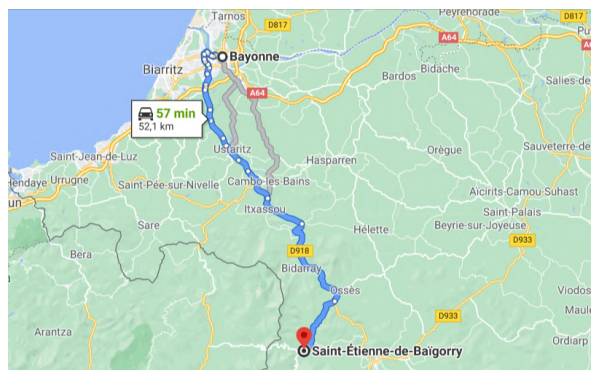 Tarnos
D817
Peyrehorade
D817
Bayonne
A64
Biarritz
Bidache
Bardos
Salies-de
A64
57 min
52,1 km
Ustaritz
Orègue
Sauveterre-de
Saint-Jean-de-Luz
Hasparren
Hendaye
Urrugne
Saint-Pée-sur-Nivelle
Cambo-les-Bains
Aïcirits-Camou-Suhast
Itxassou
Saint-Palais
Sare
Hélette
Beyrie-sur-Joyeuse
D933
Bera
D918
Bidarray
Ossès
Viodos
D933
Arantza
Ordiarp
Saint-Étienne-de-Baïgorry